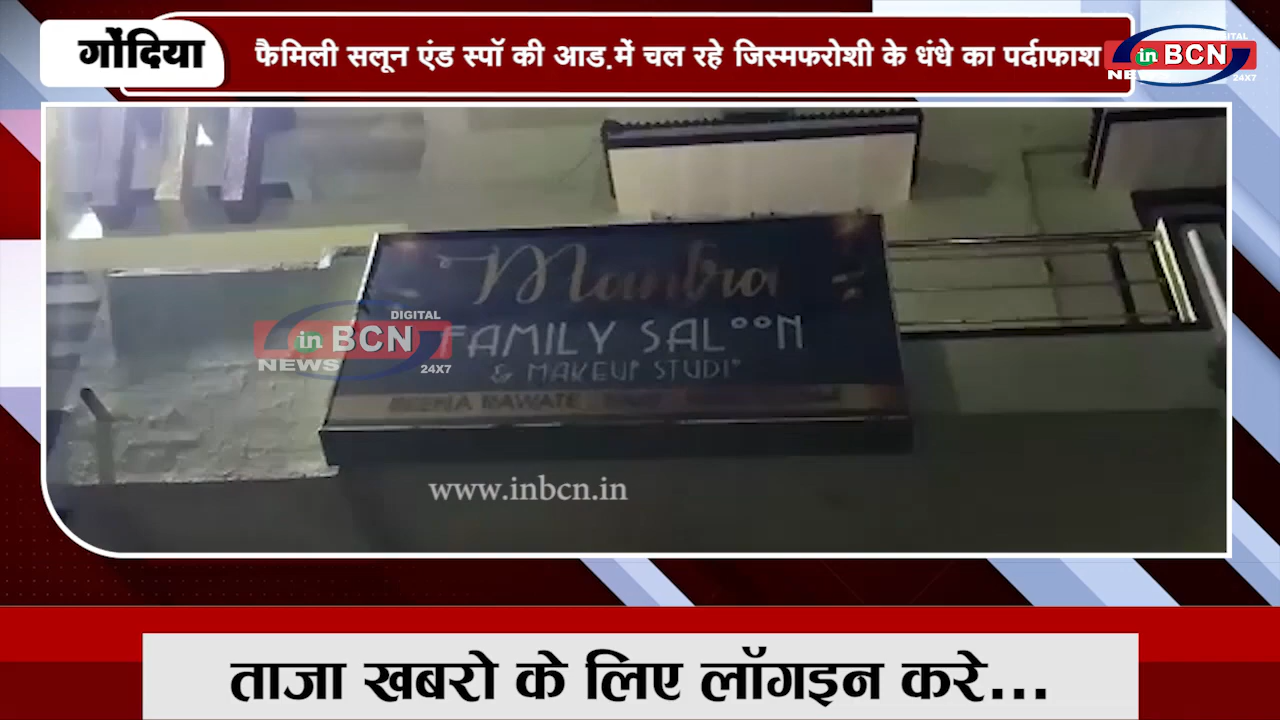 गोंदिया
फैमिली सलून एंड स्पॉ की आड.में चल रहे जिस्मफरोशी के धंधे का पर्दाफाश
in BCN
DIGITAL
NEWS
24X7
Mantra
FAMILY SALOON
& MAKEUP STUDIO
DIGITAL
in BCN
NEWS
24X7
www.inbcn.in
ताजा खबरो के लिए लॉगइन करे...